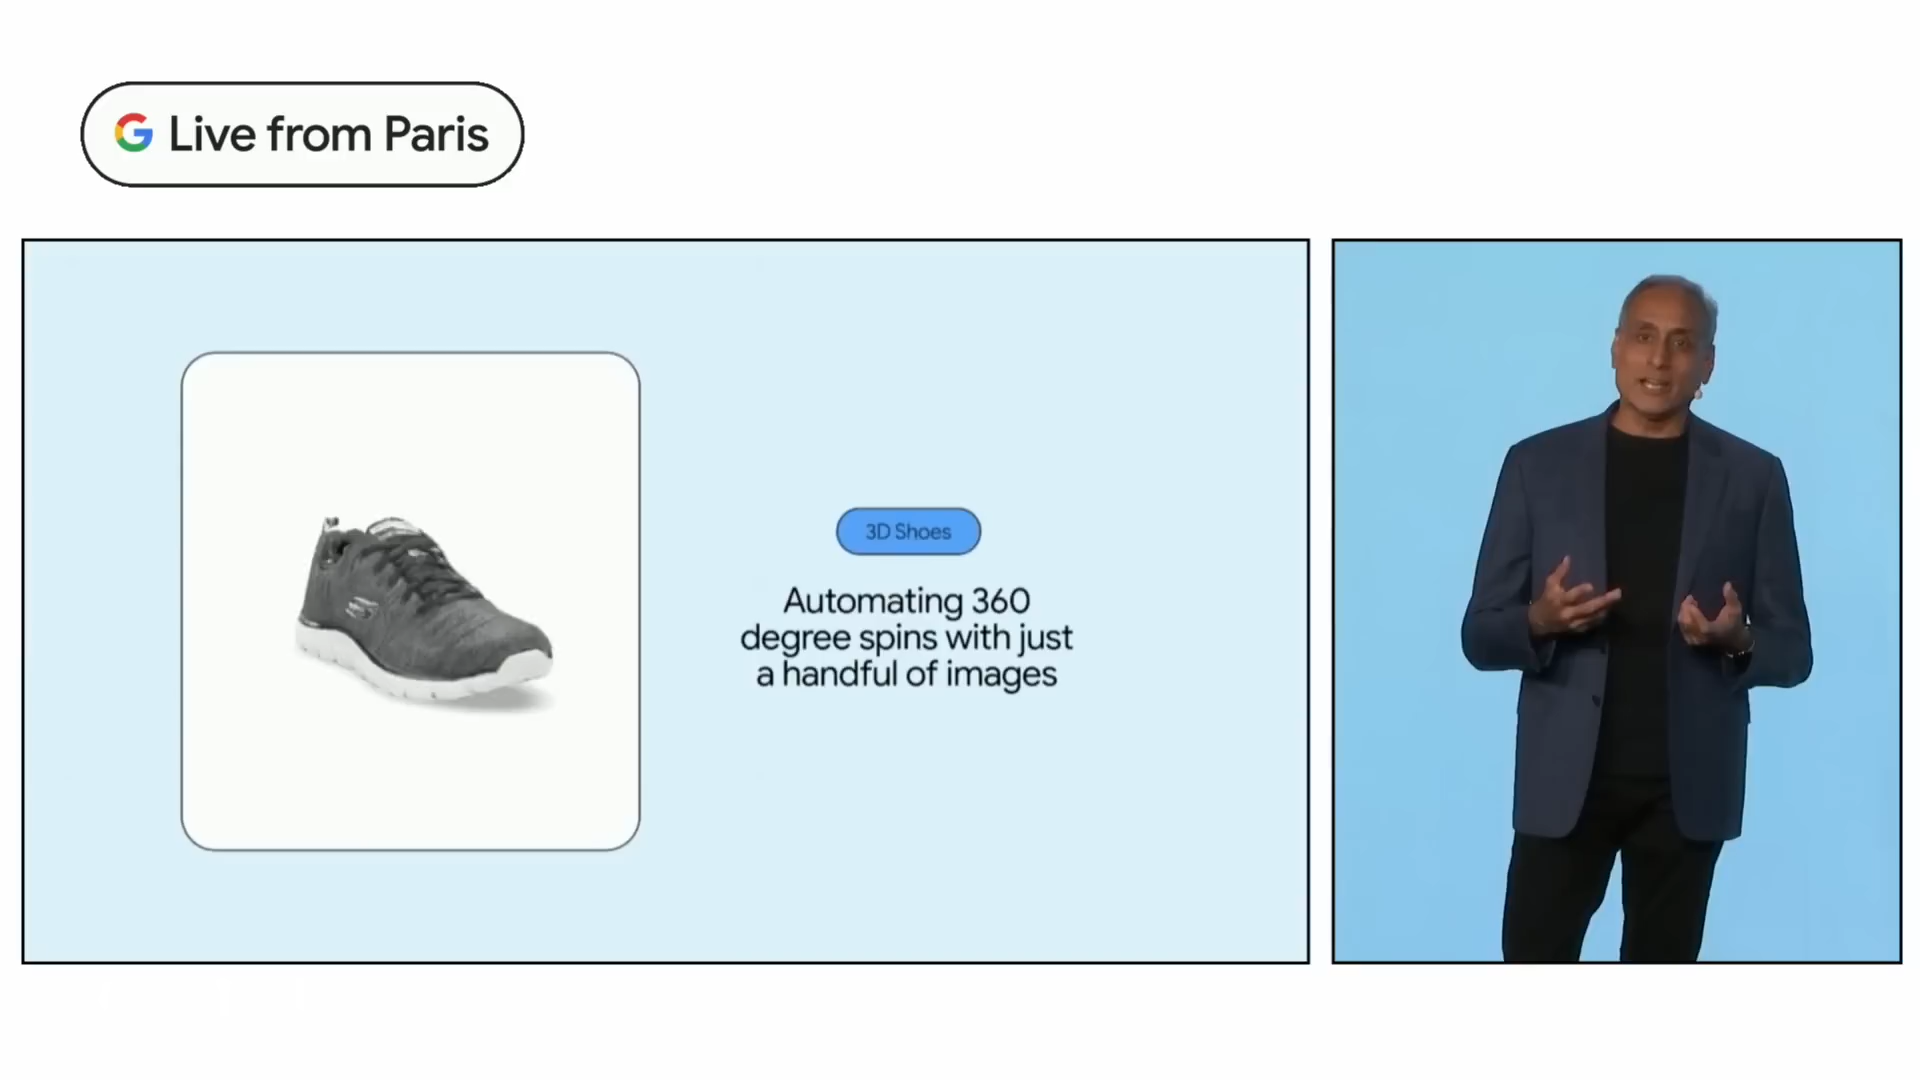 Live from Paris
3D Shoes
Automating 360
degree spins with just
a handful of images